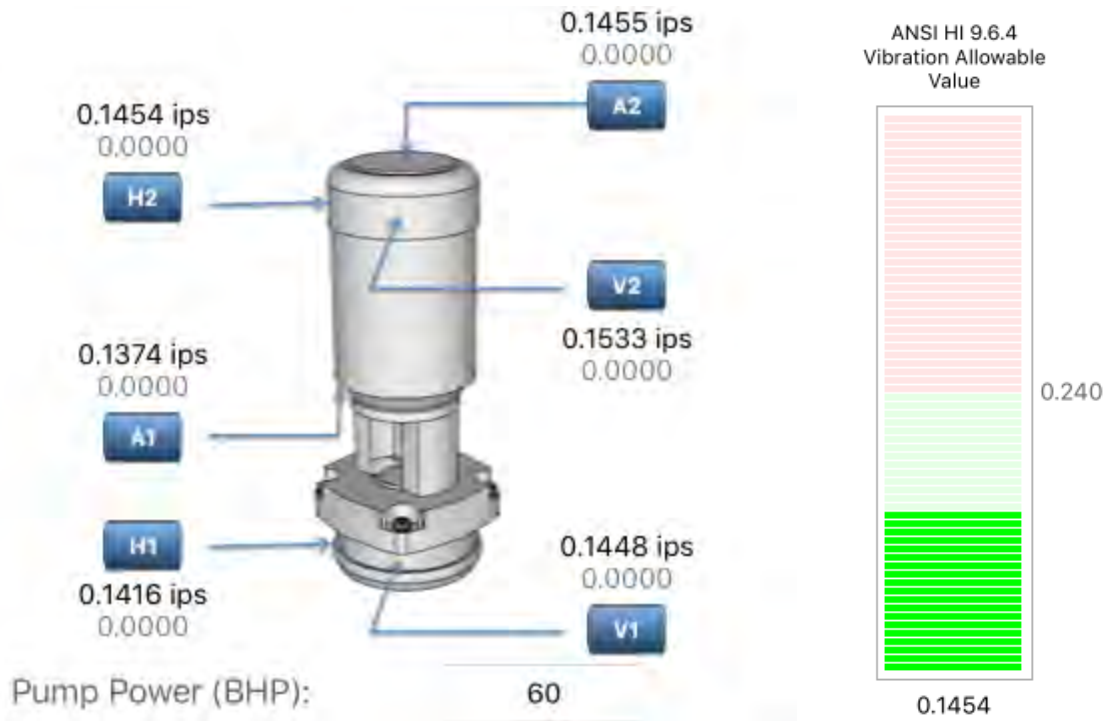 0.1455 ips
0.0000
A2
0.1454 ips
0.0000
H2
V2
0.1533 ips
0.0000
0.1374 ips
0.0000
A1
H1
0.1416 ips
0.0000
0.1448 ips
0.0000
V1
Pump Power (BHP): 60
ANSI HI 9.6.4
Vibration Allowable
Value
0.240
0.1454